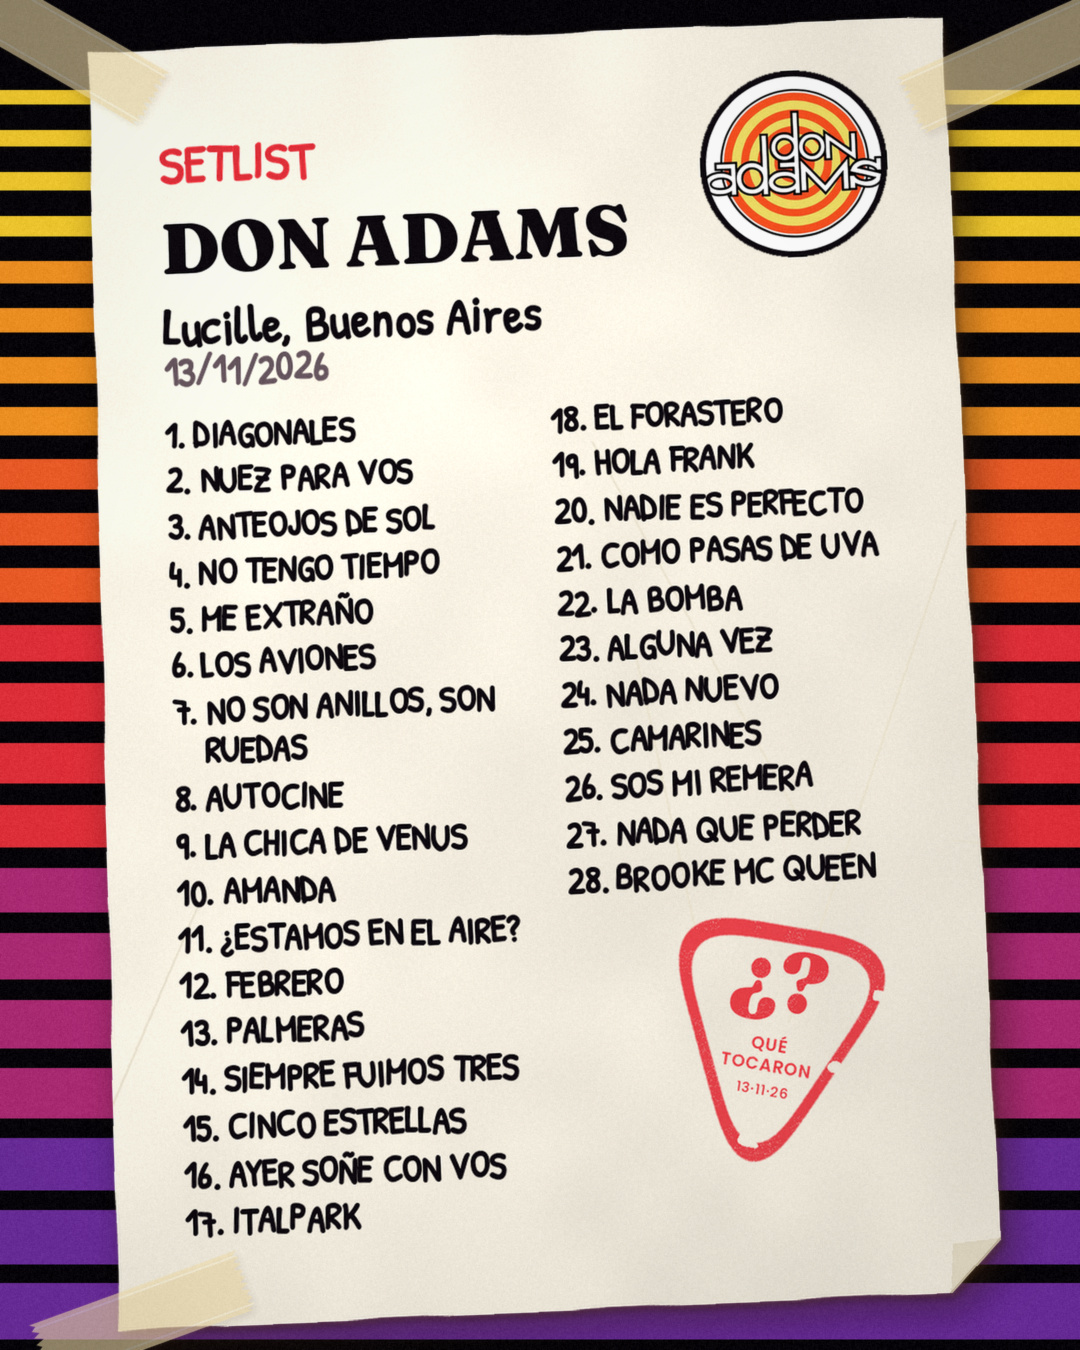 SETLIST
DON ADAMS
don
adams
Lucille, Buenos Aires
13/11/2026
1. DIAGONALES
2. NUEZ PARA VOS
3. ANTEOJOS DE SOL
4. NO TENGO TIEMPO
5. ME EXTRAÑO
6. LOS AVIONES
7. NO SON ANILLOS, SON
RUEDAS
8. AUTOCINE
9. LA CHICA DE VENUS
10. AMANDA
11. ¿ESTAMOS EN EL AIRE?
12. FEBRERO
13. PALMERAS
14. SIEMPRE FUIMOS TRES
15. CINCO ESTRELLAS
16. AYER SOÑE CON VOS
17. ITALPARK
18. EL FORASTERO
19. HOLA FRANK
20. NADIE ES PERFECTO
21. COMO PASAS DE UVA
22. LA BOMBA
23. ALGUNA VEZ
24. NADA NUEVO
25. CAMARINES
26. SOS MI REMERA
27. NADA QUE PERDER
28. BROOKE MC QUEEN
¿?
QUÉ
TOCARON
13·11·26